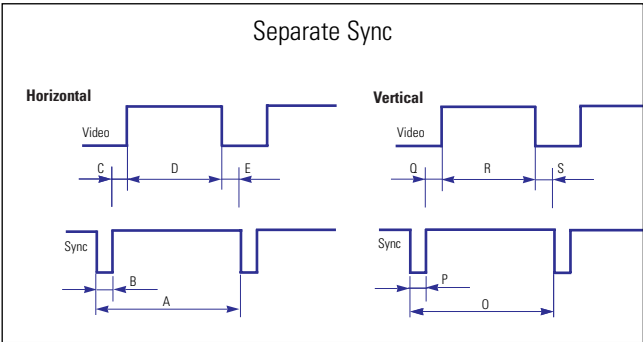 Separate Sync
Horizontal
Video
C D E
Sync
B
A
Vertical
Video
Q R S
Sync
P
O